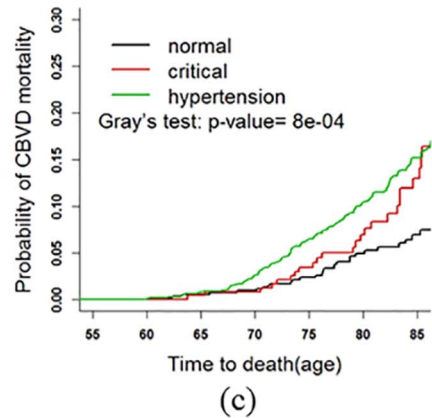 0.30
0.25
0.20
0.15
0.10
0.05
0.00
Probability of CBVD mortality
normal
critical
hypertension
Gray's test: p-value= 8e-04
55 60 65 70 75 80 85
Time to death(age)
(c)